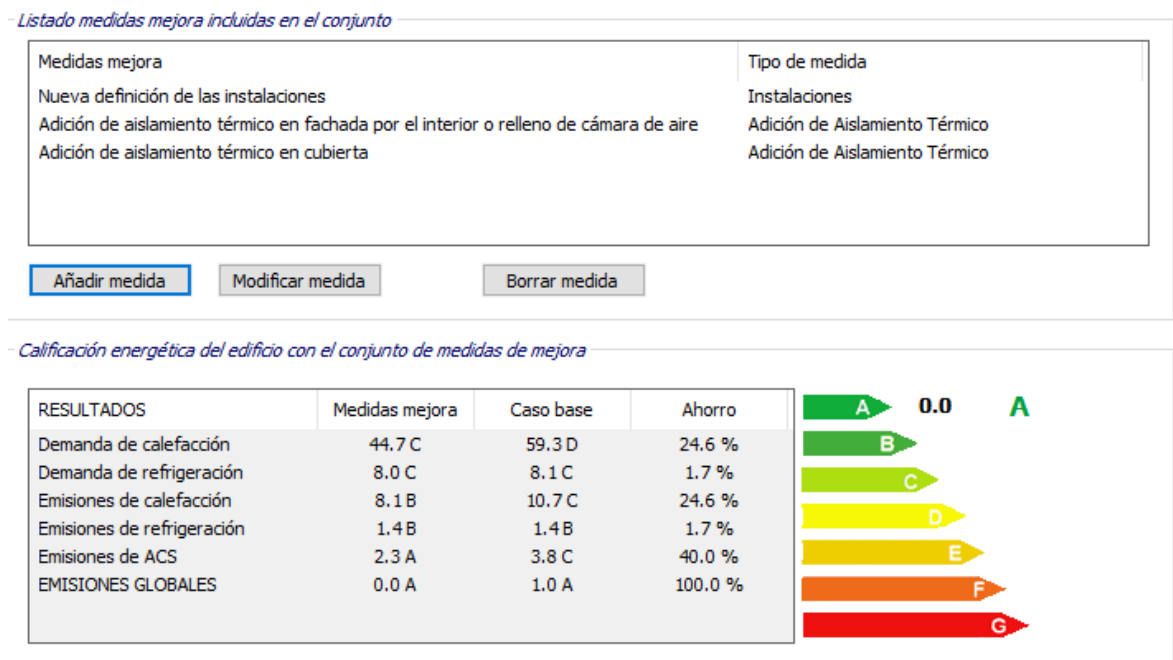 Listado medidas mejora incluidas en el conjunto
Medidas mejora Tipo de medida
Nueva definición de las instalaciones Instalaciones
Adición de aislamiento térmico en fachada por el interior o relleno de cámara de aire Adición de Aislamiento Térmico
Adición de aislamiento térmico en cubierta Adición de Aislamiento Térmico
Añadir medida Modificar medida Borrar medida
Calificación energética del edificio con el conjunto de medidas de mejora
RESULTADOS Medidas mejora Caso base Ahorro
Demanda de calefacción 44.7 C 59.3 D 24.6 %
Demanda de refrigeración 8.0 C 8.1 C 1.7 %
Emisiones de calefacción 8.1 B 10.7 C 24.6 %
Emisiones de refrigeración 1.4 B 1.4 B 1.7 %
Emisiones de ACS 2.3 A 3.8 C 40.0 %
EMISIONES GLOBALES 0.0 A 1.0 A 100.0 %
A 0.0 A
B
C
D
E
F
G